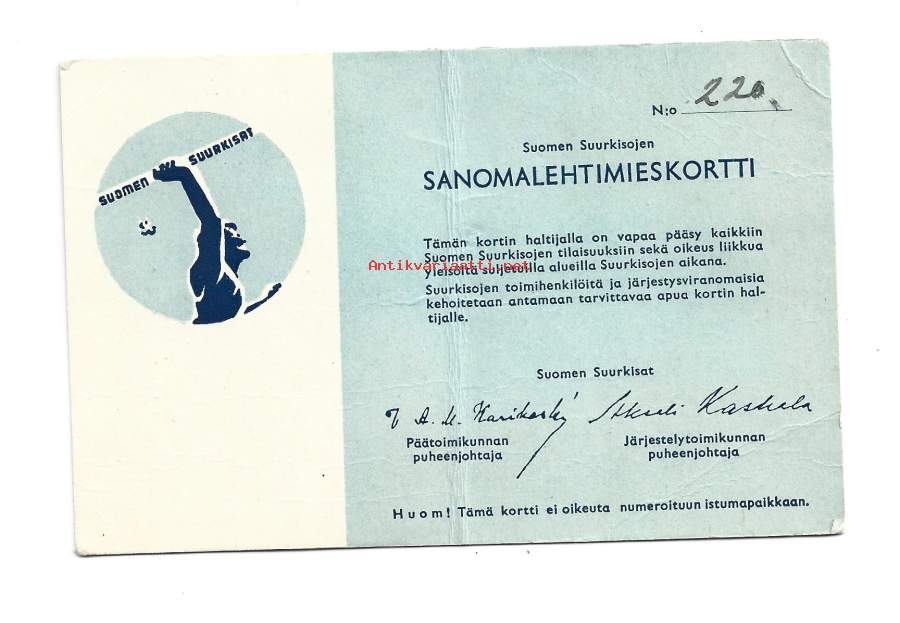 SUOMEN SUURKISAT
N:o 220.
Suomen Suurkisojen
SANOMALEHTIMIESKORTTI
Tämän kortin haltijalla on vapaa pääsy kaikkiin
Suomen Suurkisojen tilaisuuksiin sekä oikeus liikkua
yleisöltä suljetuilla alueilla Suurkisojen aikana.
Antikvariaatti.net
Suurkisojen toimihenkilöitä ja järjestysviranomaisia
kehoitetaan antamaan tarvittavaa apua kortin hal-
tijalle.
Suomen Suurkisat
Päätoimikunnan
puheenjohtaja
Järjestelytoimikunnan
puheenjohtaja
Huom! Tämä kortti ei oikeuta numeroituun istumapaikkaan.